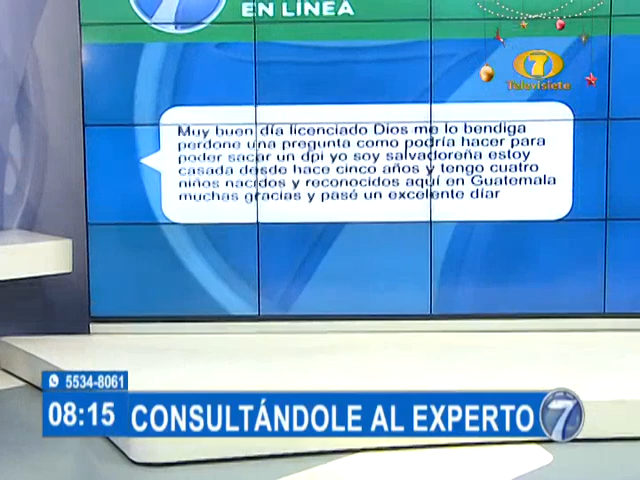 7
EN LÍNEA
7
Televisiete
Muy buen día licenciado Dios me lo bendiga
perdone una pregunta como podría hacer para
poder sacar un dpi yo soy salvadoreña estoy
casada desde hace cinco años y tengo cuatro
niños nacidos y reconocidos aquí en Guatemala
muchas gracias y pasé un excelente díar
5534-8061
08:15 CONSULTÁNDOLE AL EXPERTO 7